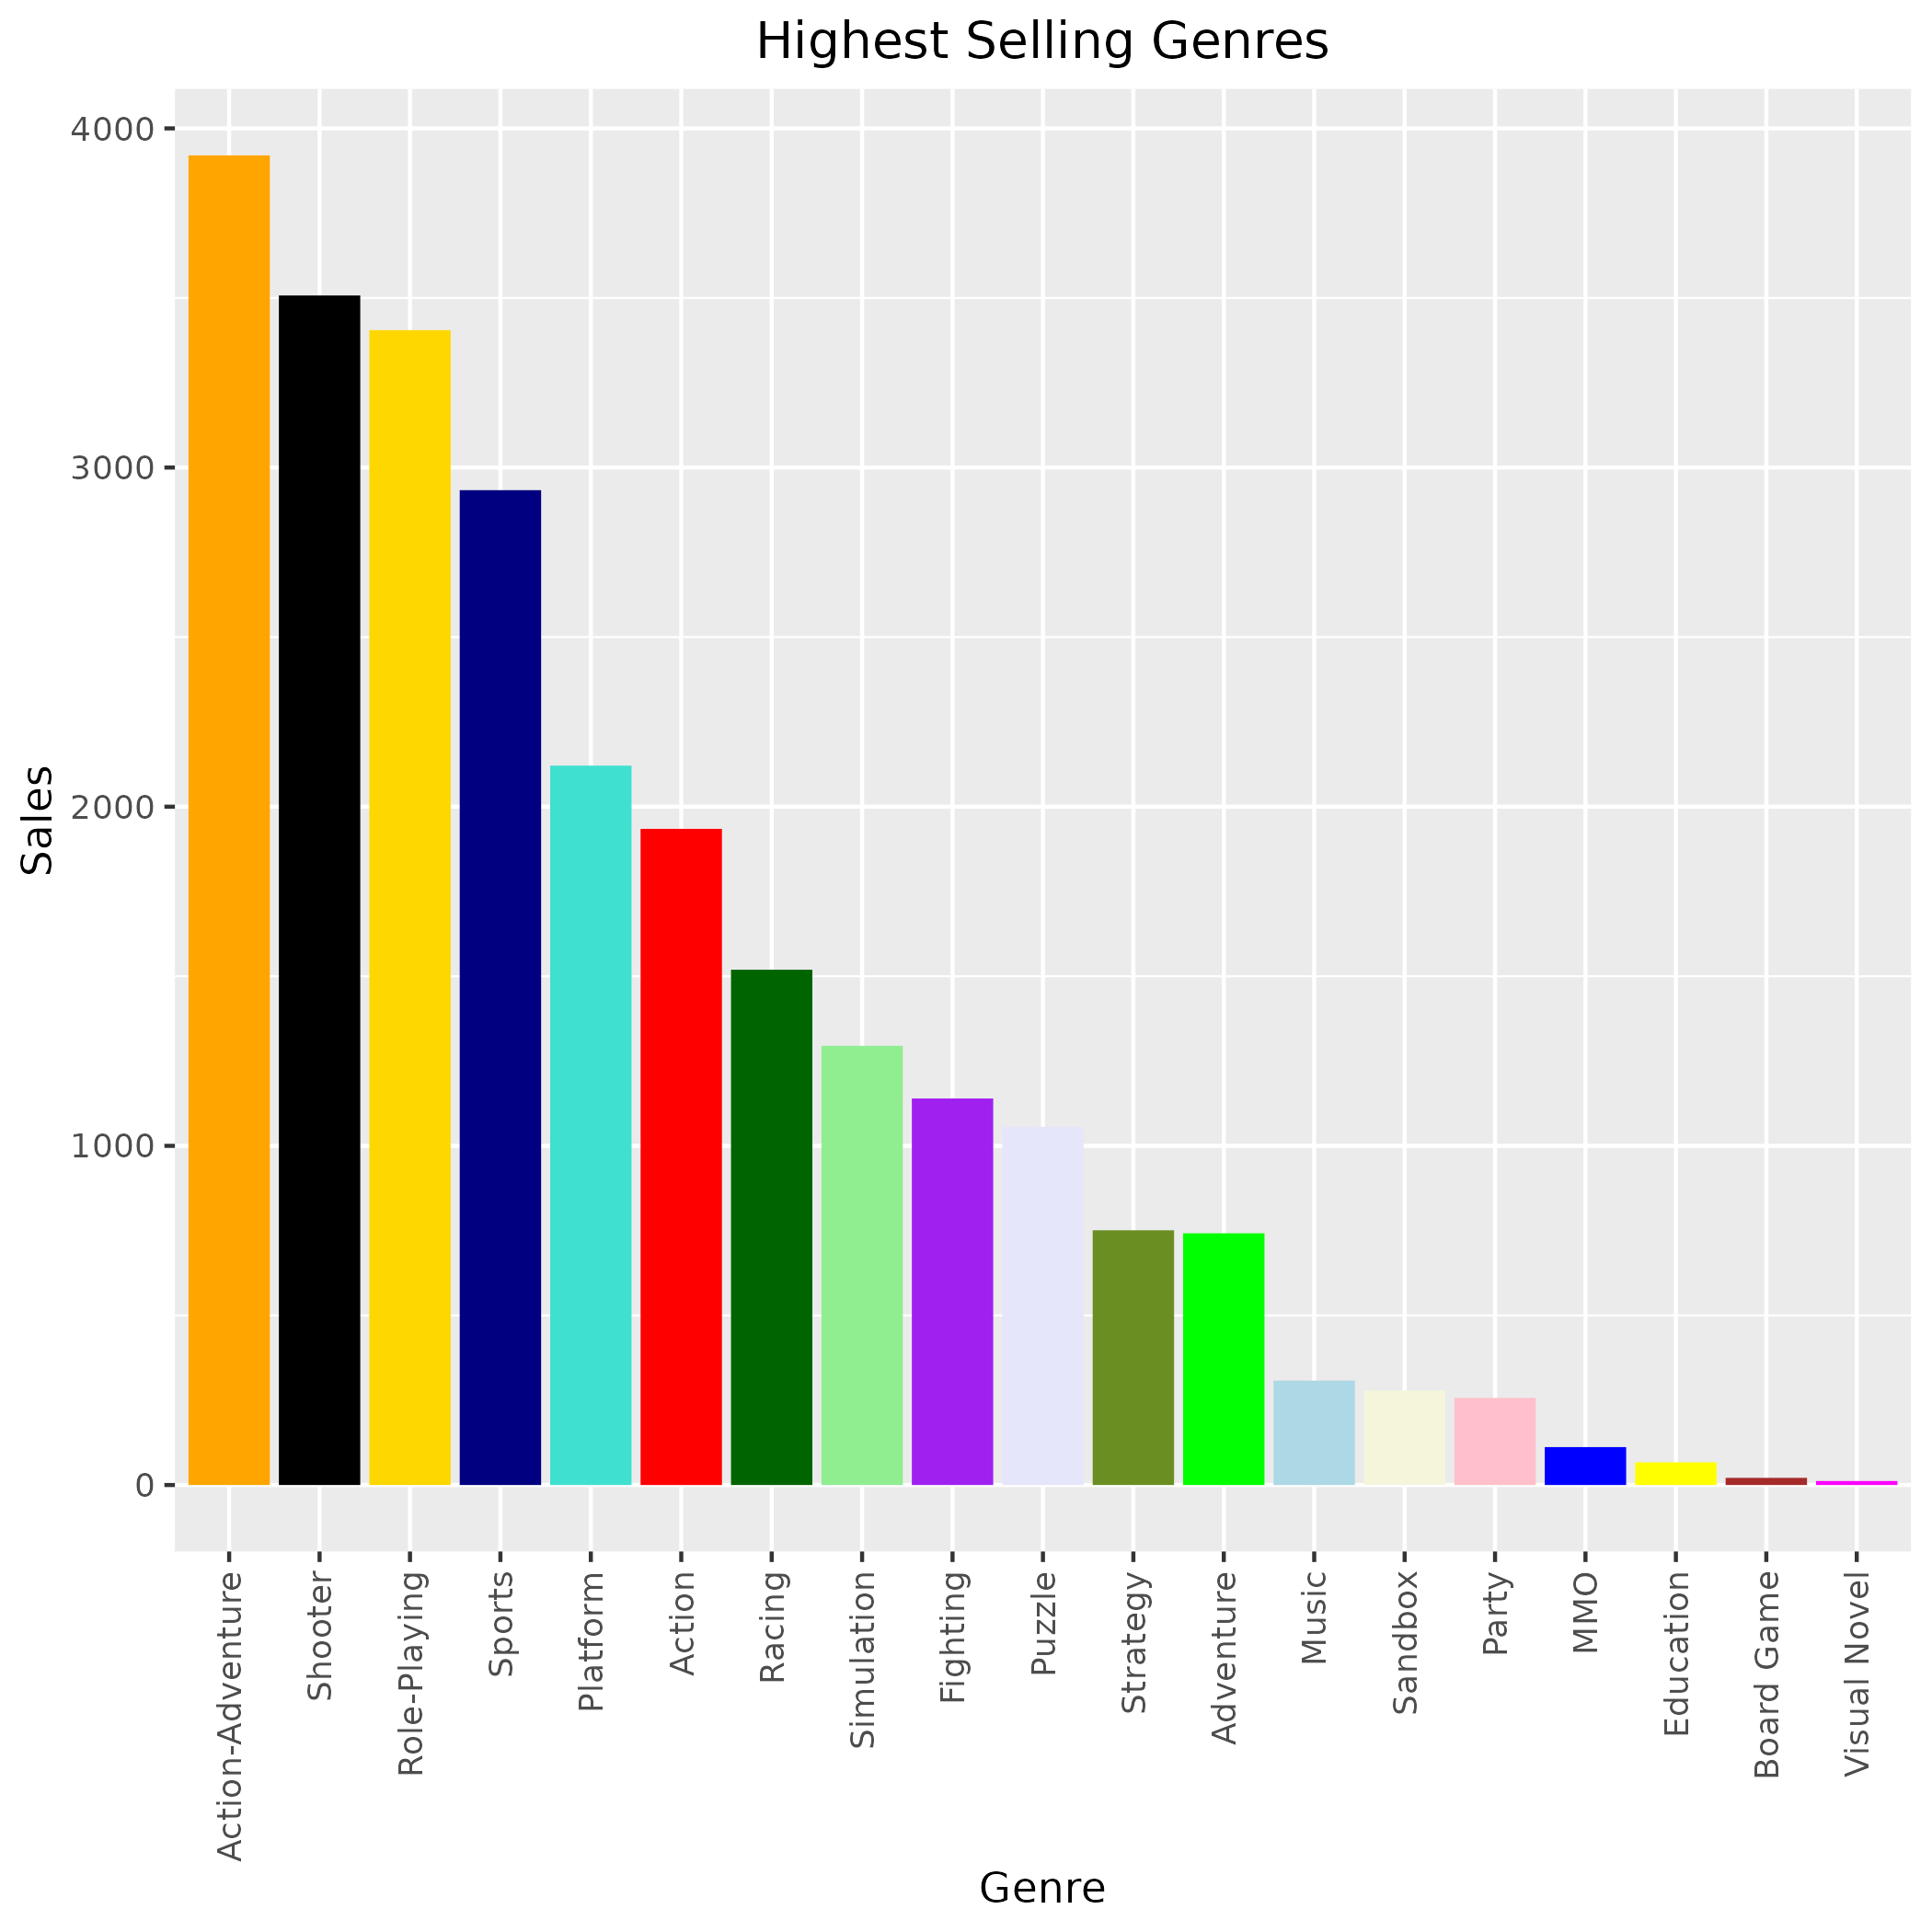 Highest Selling Genres
4000
3000
2000
1000
0
Sales
Action-Adventure
Shooter
Role-Playing
Sports
Platform
Action
Racing
Simulation
Fighting
Puzzle
Strategy
Adventure
Music
Sandbox
Party
MMO
Education
Board Game
Visual Novel
Genre